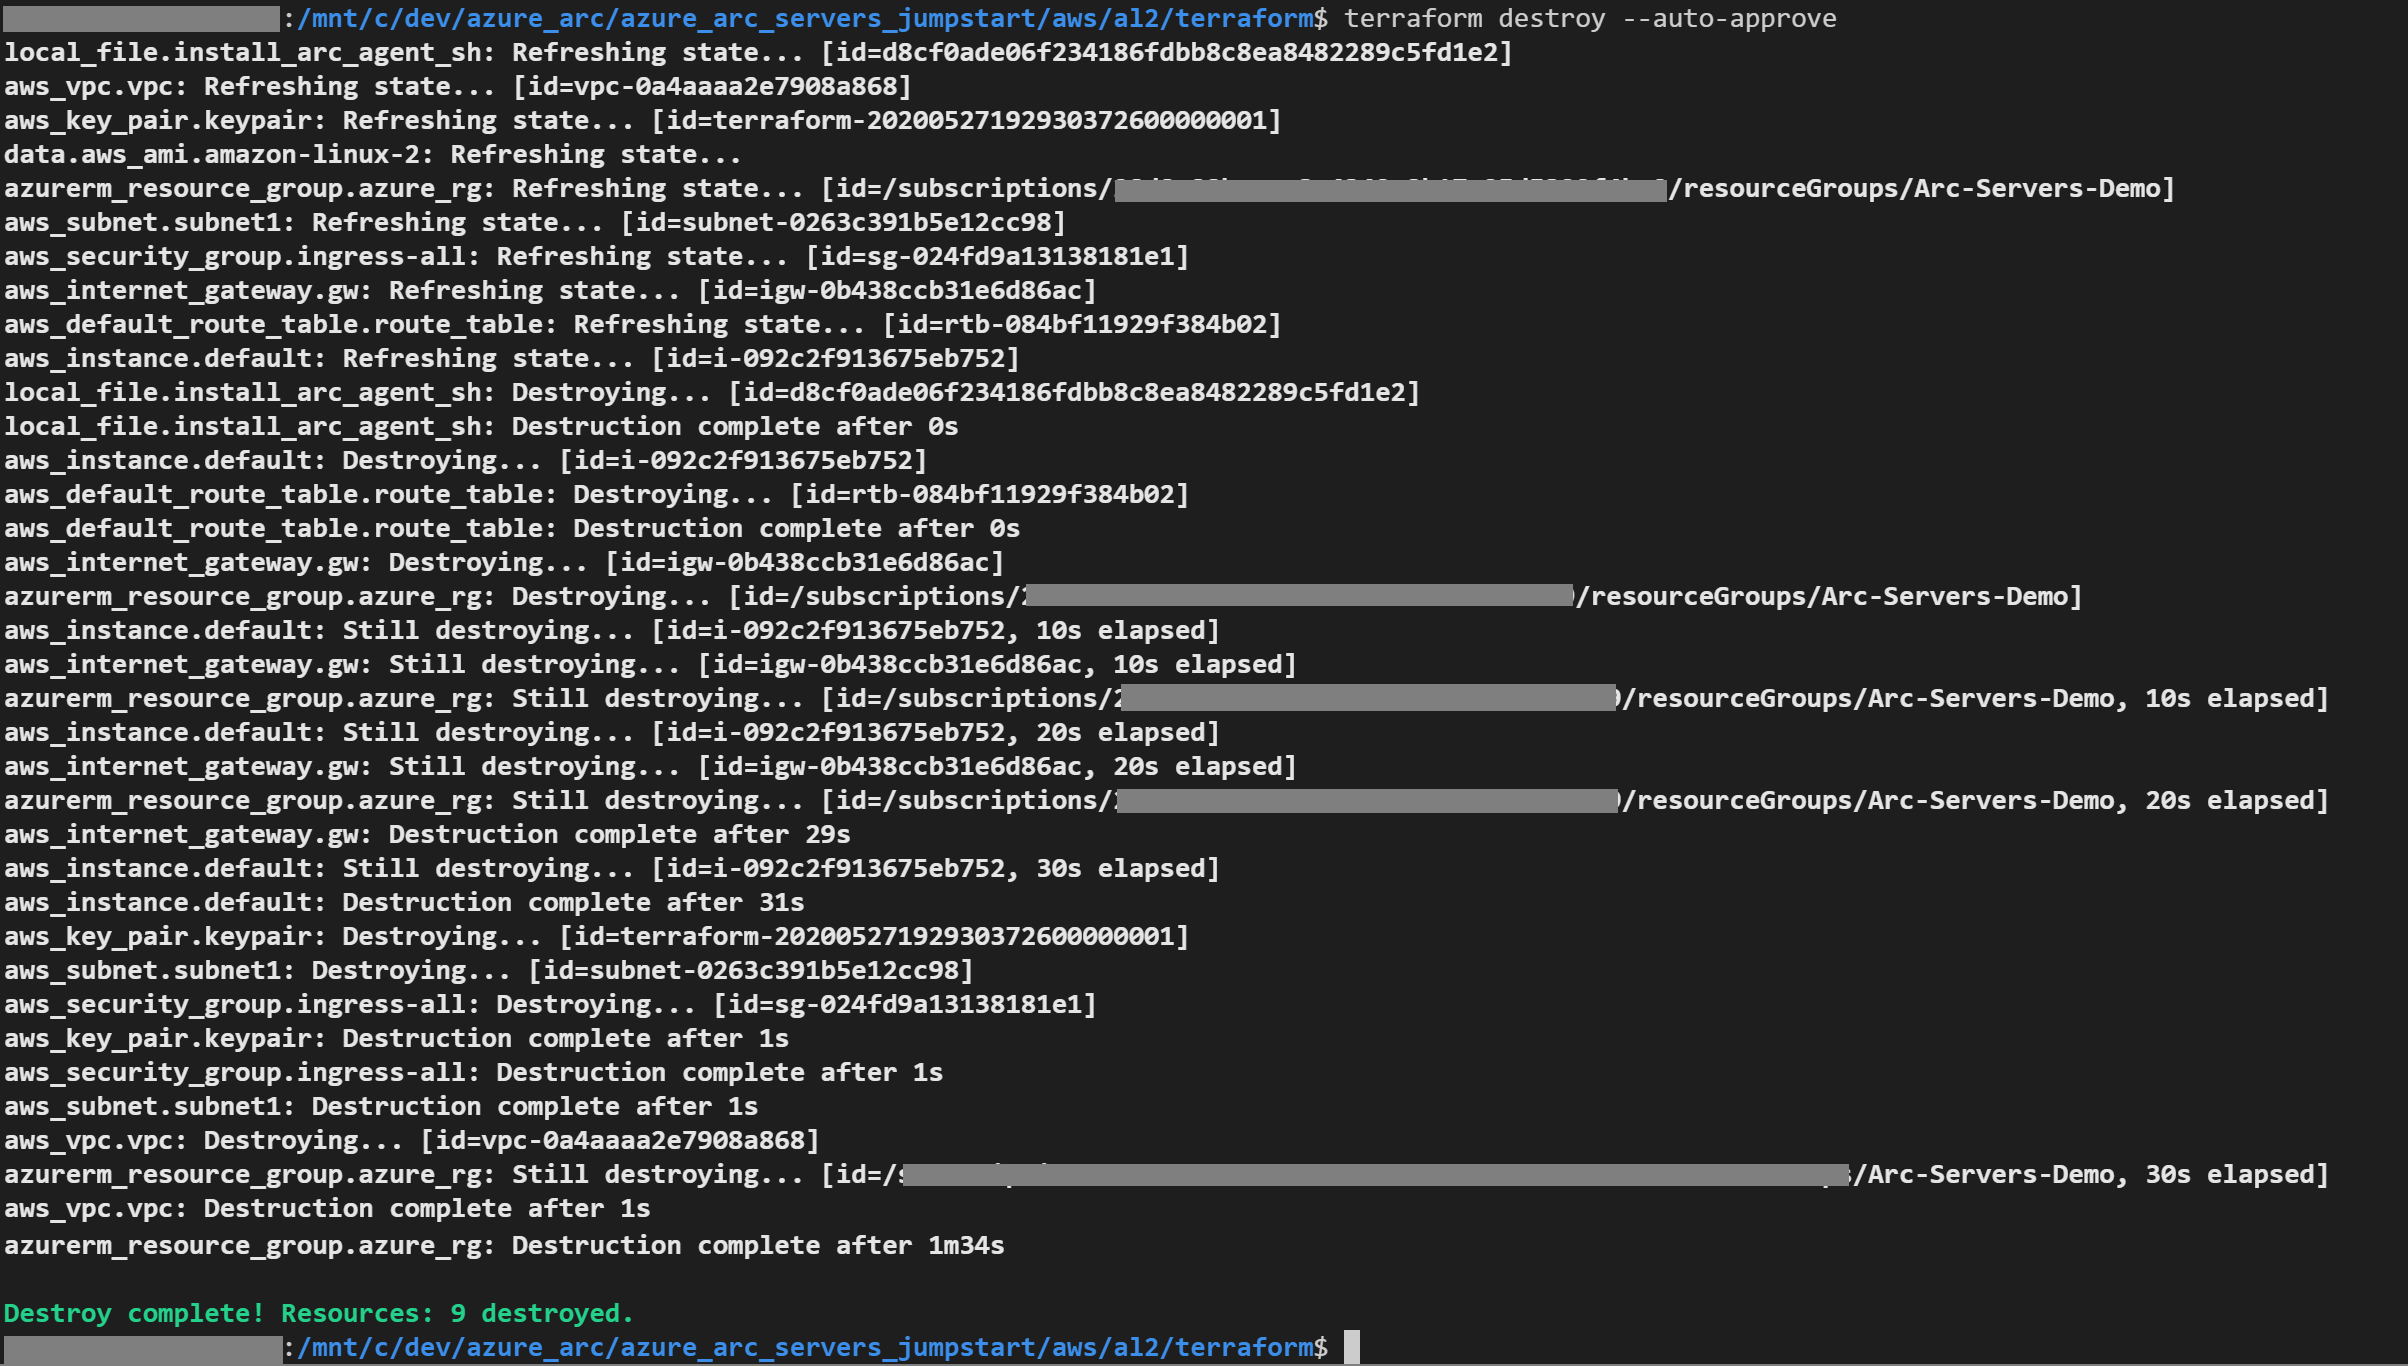 :/mnt/c/dev/azure_arc/azure_arc_servers_jumpstart/aws/al2/terraform$ terraform destroy --auto-approve
local_file.install_arc_agent_sh: Refreshing state... [id=d8cf0ade06f234186fdbb8c8ea8482289c5fd1e2]
aws_vpc.vpc: Refreshing state... [id=vpc-0a4aaaa2e7908a868]
aws_key_pair.keypair: Refreshing state... [id=terraform-20200527192930372600000001]
data.aws_ami.amazon-linux-2: Refreshing state...
azurerm_resource_group.azure_rg: Refreshing state... [id=/subscriptions/ /resourceGroups/Arc-Servers-Demo]
aws_subnet.subnet1: Refreshing state... [id=subnet-0263c391b5e12cc98]
aws_security_group.ingress-all: Refreshing state... [id=sg-024fd9a13138181e1]
aws_internet_gateway.gw: Refreshing state... [id=igw-0b438ccb31e6d86ac]
aws_default_route_table.route_table: Refreshing state... [id=rtb-084bf11929f384b02]
aws_instance.default: Refreshing state... [id=i-092c2f913675eb752]
local_file.install_arc_agent_sh: Destroying... [id=d8cf0ade06f234186fdbb8c8ea8482289c5fd1e2]
local_file.install_arc_agent_sh: Destruction complete after 0s
aws_instance.default: Destroying... [id=i-092c2f913675eb752]
aws_default_route_table.route_table: Destroying... [id=rtb-084bf11929f384b02]
aws_default_route_table.route_table: Destruction complete after 0s
aws_internet_gateway.gw: Destroying... [id=igw-0b438ccb31e6d86ac]
azurerm_resource_group.azure_rg: Destroying... [id=/subscriptions/ /resourceGroups/Arc-Servers-Demo]
aws_instance.default: Still destroying... [id=i-092c2f913675eb752, 10s elapsed]
aws_internet_gateway.gw: Still destroying... [id=igw-0b438ccb31e6d86ac, 10s elapsed]
azurerm_resource_group.azure_rg: Still destroying... [id=/subscriptions/ /resourceGroups/Arc-Servers-Demo, 10s elapsed]
aws_instance.default: Still destroying... [id=i-092c2f913675eb752, 20s elapsed]
aws_internet_gateway.gw: Still destroying... [id=igw-0b438ccb31e6d86ac, 20s elapsed]
azurerm_resource_group.azure_rg: Still destroying... [id=/subscriptions/ /resourceGroups/Arc-Servers-Demo, 20s elapsed]
aws_internet_gateway.gw: Destruction complete after 29s
aws_instance.default: Still destroying... [id=i-092c2f913675eb752, 30s elapsed]
aws_instance.default: Destruction complete after 31s
aws_key_pair.keypair: Destroying... [id=terraform-20200527192930372600000001]
aws_subnet.subnet1: Destroying... [id=subnet-0263c391b5e12cc98]
aws_security_group.ingress-all: Destroying... [id=sg-024fd9a13138181e1]
aws_key_pair.keypair: Destruction complete after 1s
aws_security_group.ingress-all: Destruction complete after 1s
aws_subnet.subnet1: Destruction complete after 1s
aws_vpc.vpc: Destroying... [id=vpc-0a4aaaa2e7908a868]
azurerm_resource_group.azure_rg: Still destroying... [id=/ /Arc-Servers-Demo, 30s elapsed]
aws_vpc.vpc: Destruction complete after 1s
azurerm_resource_group.azure_rg: Destruction complete after 1m34s
Destroy complete! Resources: 9 destroyed.
:/mnt/c/dev/azure_arc/azure_arc_servers_jumpstart/aws/al2/terraform$